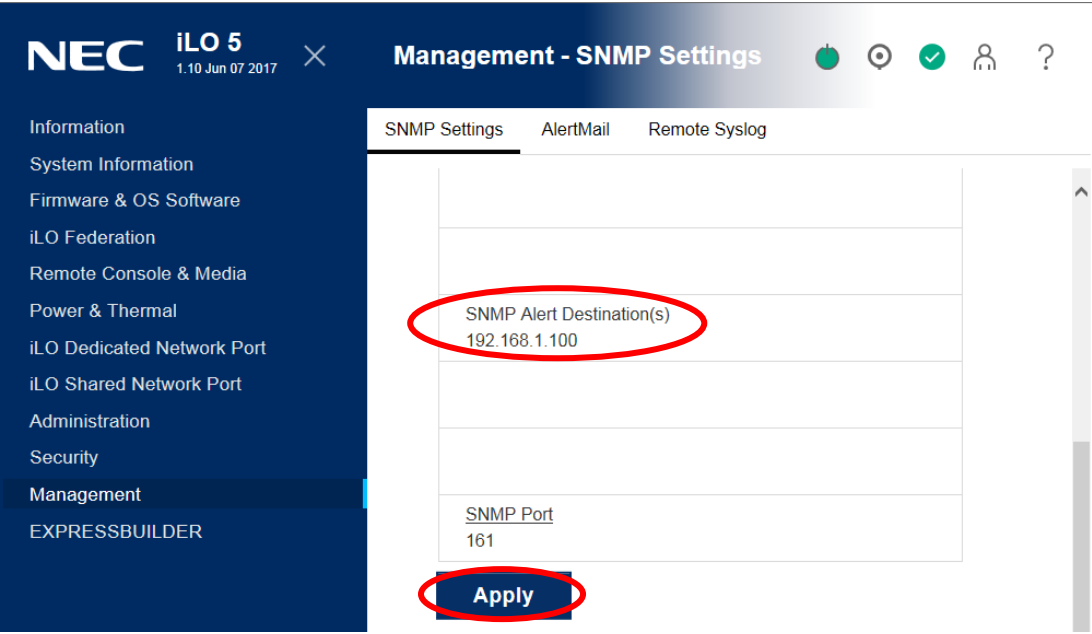 NEC
iLO 5
1.10 Jun 07 2017
Management - SNMP Settings
?
Information
System Information
Firmware & OS Software
iLO Federation
Remote Console & Media
Power & Thermal
iLO Dedicated Network Port
iLO Shared Network Port
Administration
Security
Management
EXPRESSBUILDER
SNMP Settings
AlertMail
Remote Syslog
SNMP Alert Destination(s)
192.168.1.100
SNMP Port
161
Apply